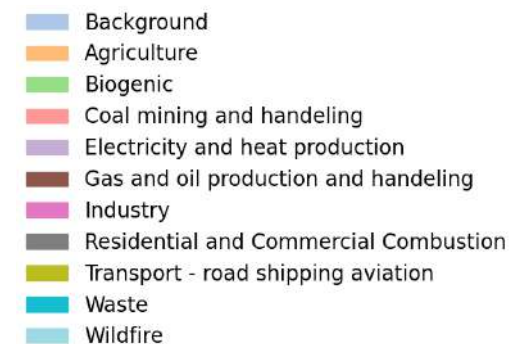 Background
Agriculture
Biogenic
Coal mining and handeling
Electricity and heat production
Gas and oil production and handeling
Industry
Residential and Commercial Combustion
Transport - road shipping aviation
Waste
Wildfire